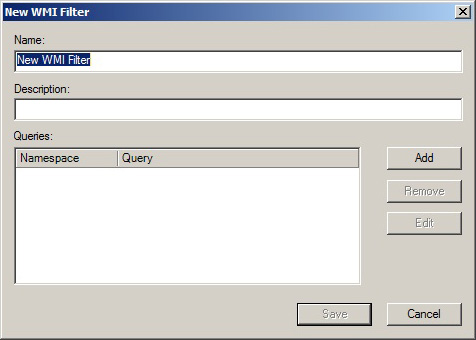 New WMI Filter
Name:
New WMI Filter
Description:
Queries:
Namespace Query
Add
Remove
Edit
Save Cancel